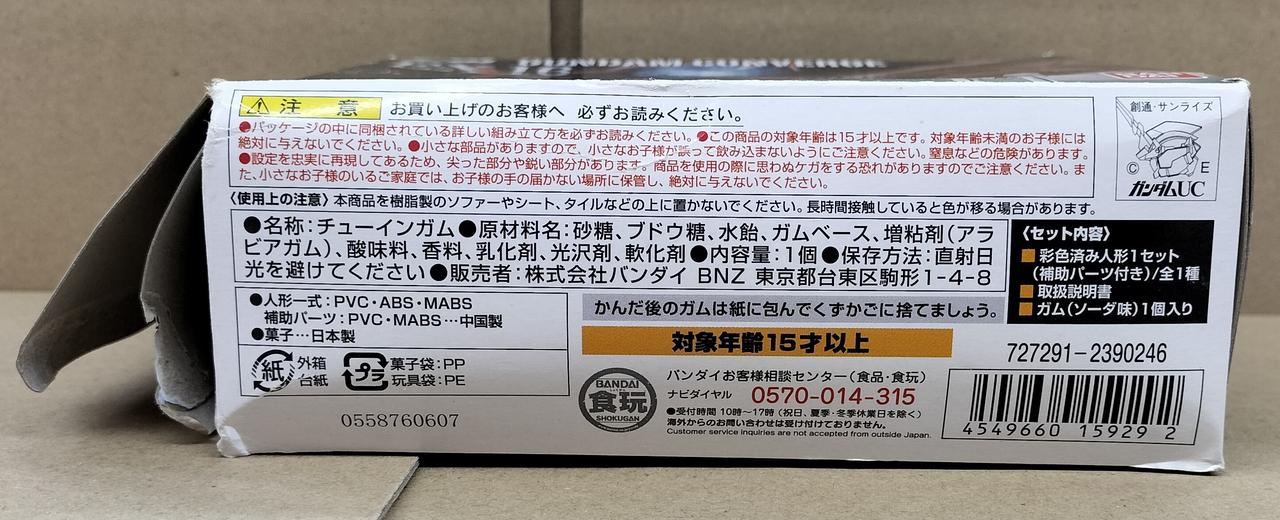 GUNDAM CONVERGE
注 意 お買い上げのお客様へ 必ずお読みください。
●パッケージの中に同梱されている詳しい組み立て方を必ずお読みください。●この商品の対象年齢は15才以上です。対象年齢未満のお子様には
絶対に与えないでください。●小さな部品がありますので、小さなお子様が誤って飲み込まないようにご注意ください。窒息などの危険があります。
●設定を忠実に再現してあるため、尖った部分や鋭い部分があります。商品を使用の際に思わぬケガをする恐れがありますのでご注意ください。ま
た、小さなお子様のいるご家庭では、お子様の手の届かない場所に保管し、絶対に与えないでください。
創通・サンライズ
C E
ガンダムUC
〈使用上の注意〉本商品を樹脂製のソファーやシート、タイルなどの上に置かないでください。長時間接触していると色が移る場合があります。
●名称:チューインガム●原材料名:砂糖、ブドウ糖、水飴、ガムベース、増粘剤(アラ
ビアガム)、酸味料、香料、乳化剤、光沢剤、軟化剤●内容量:1個●保存方法:直射日
光を避けてください●販売者:株式会社バンダイ BNZ 東京都台東区駒形1-4-8
〈セット内容〉
彩色済み人形1セット
(補助パーツ付き)/全1種
取扱説明書
ガム(ソーダ味)1個入り
●人形一式:PVC・ABS・MABS
補助パーツ:PVC・MABS…中国製
●菓子…日本製
かんだ後のガムは紙に包んでくずかごに捨てましょう。
対象年齢15才以上
紙 外箱
台紙
プラ 菓子袋:PP
玩具袋:PE
0558760607
BANDAI
食玩
SHOKUGAN
バンダイお客様相談センター(食品・食玩)
ナビダイヤル 0570-014-315
●受付時間 10時〜17時(祝日、夏季・冬季休業日を除く)
海外からのお問い合わせは受け付けておりません。
Customer service inquiries are not accepted from outside Japan.
727291-2390246
4549660 15929 2